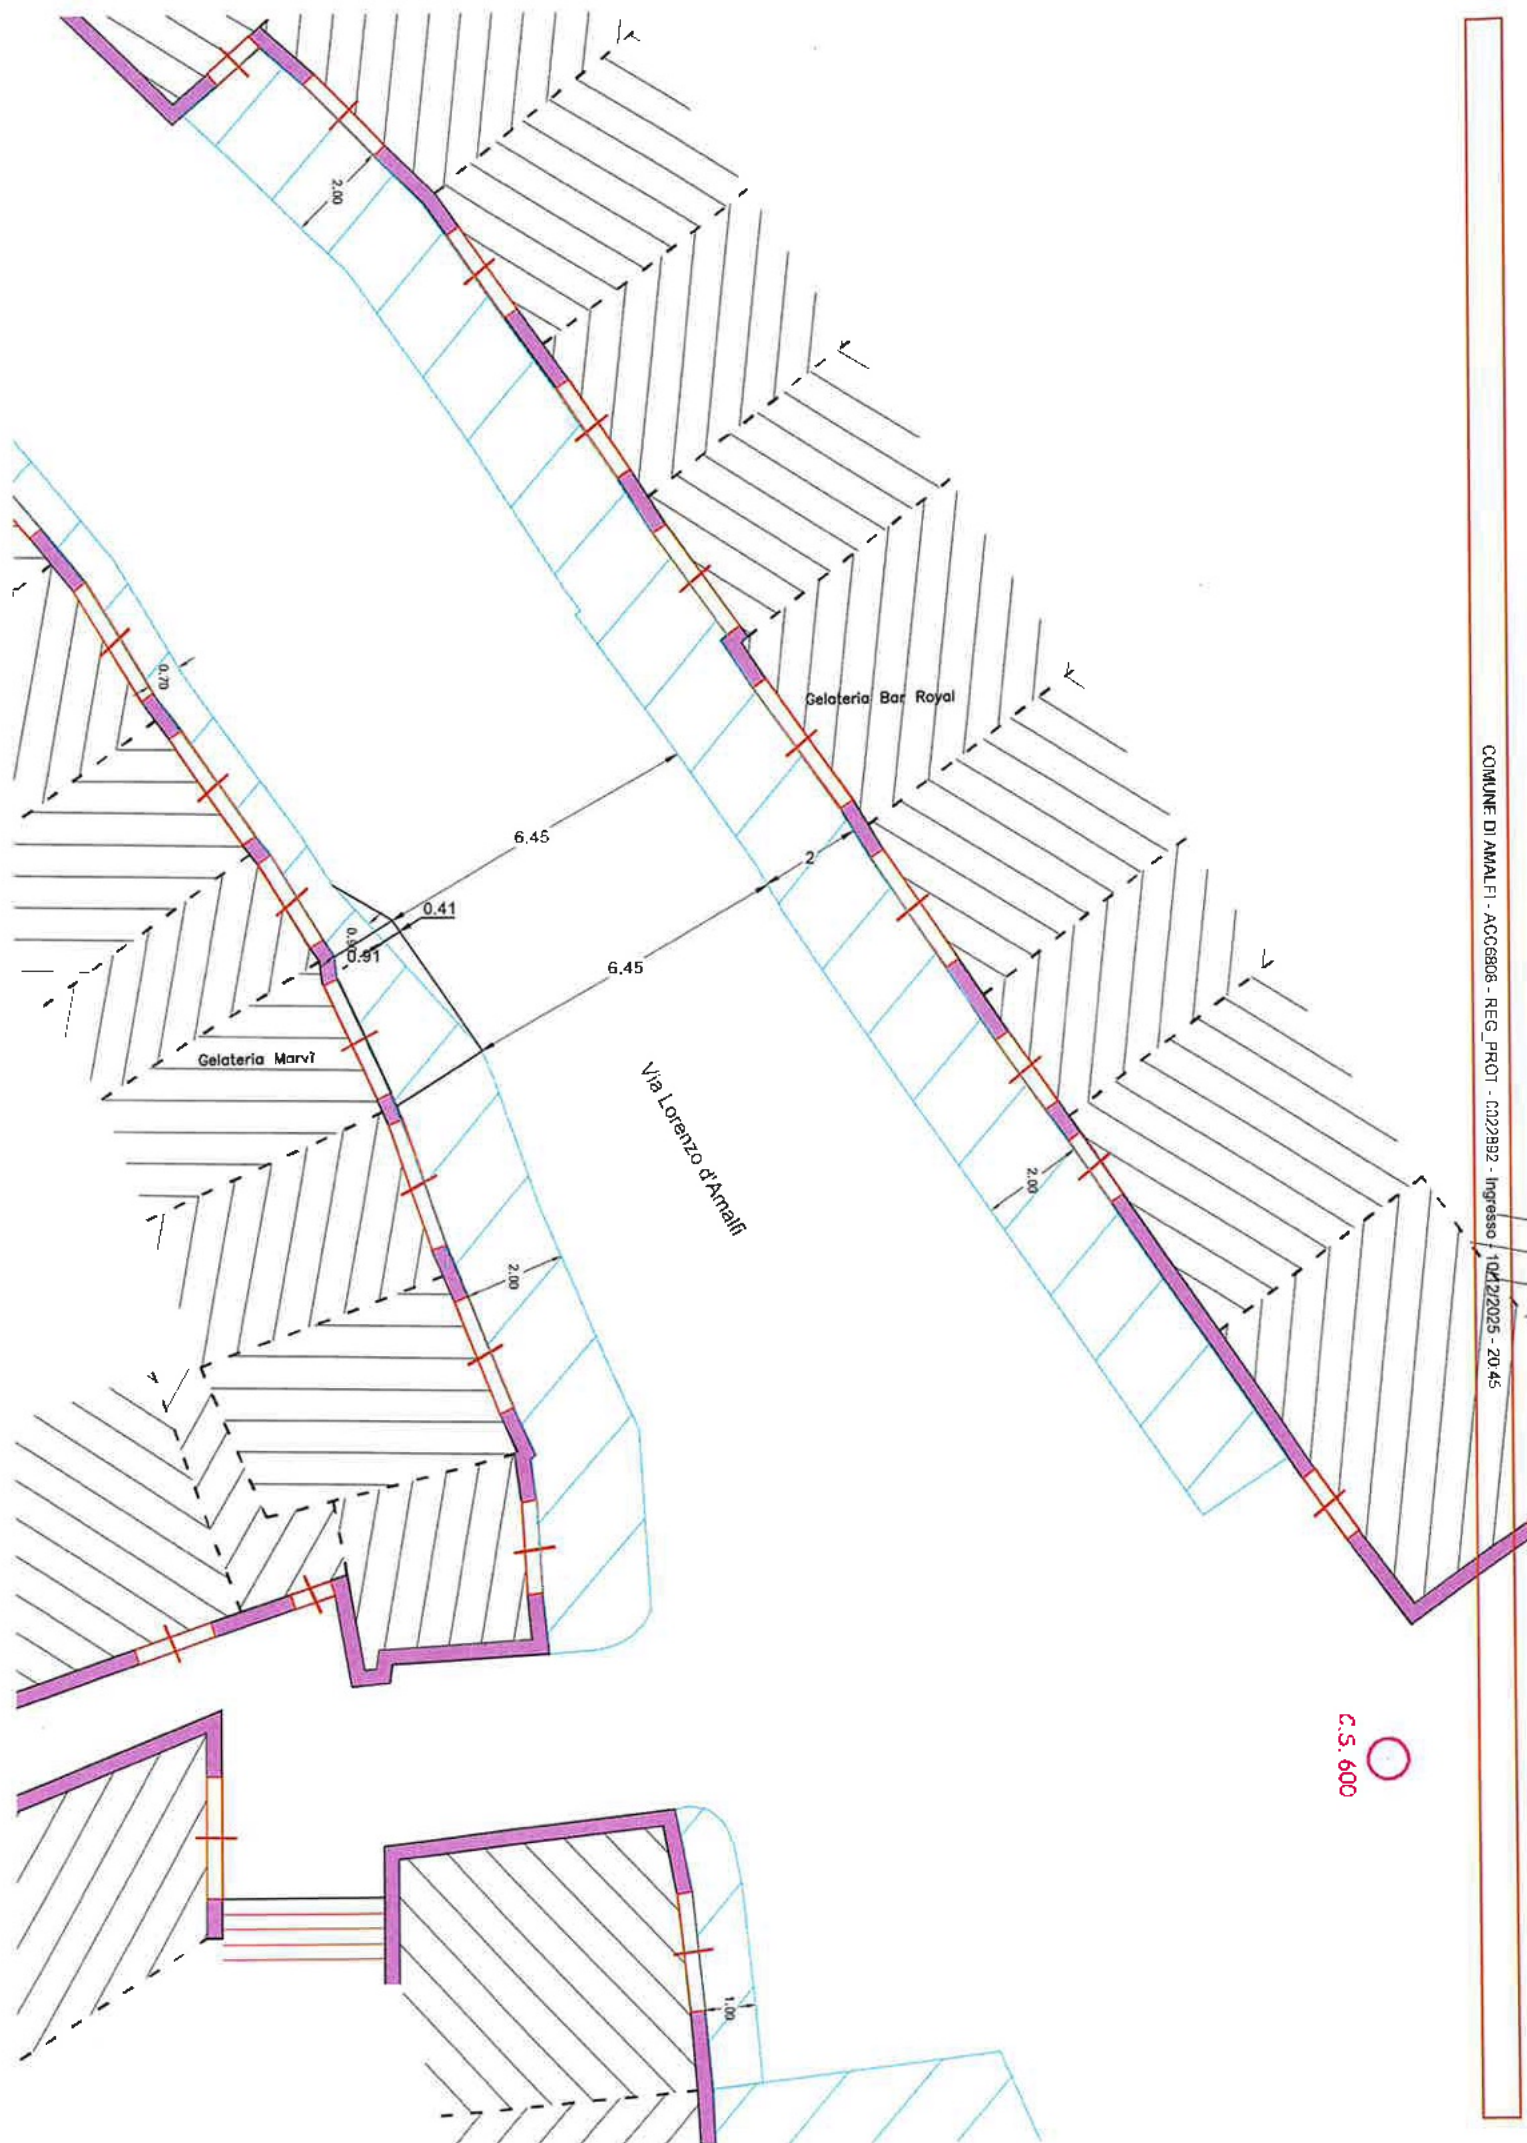 2.00
Gelateria Bar Royal
0.70
6.45
2
0.41
0.91
6.45
Gelateria Marvì
Via Lorenzo d'Amalfi
2.00
2.00
COMUNE DI AMALFI - ACC6808 - REG_PROT - 0022892 - Ingresso - 10/12/2025 - 20:45
C.S. 600
1.00